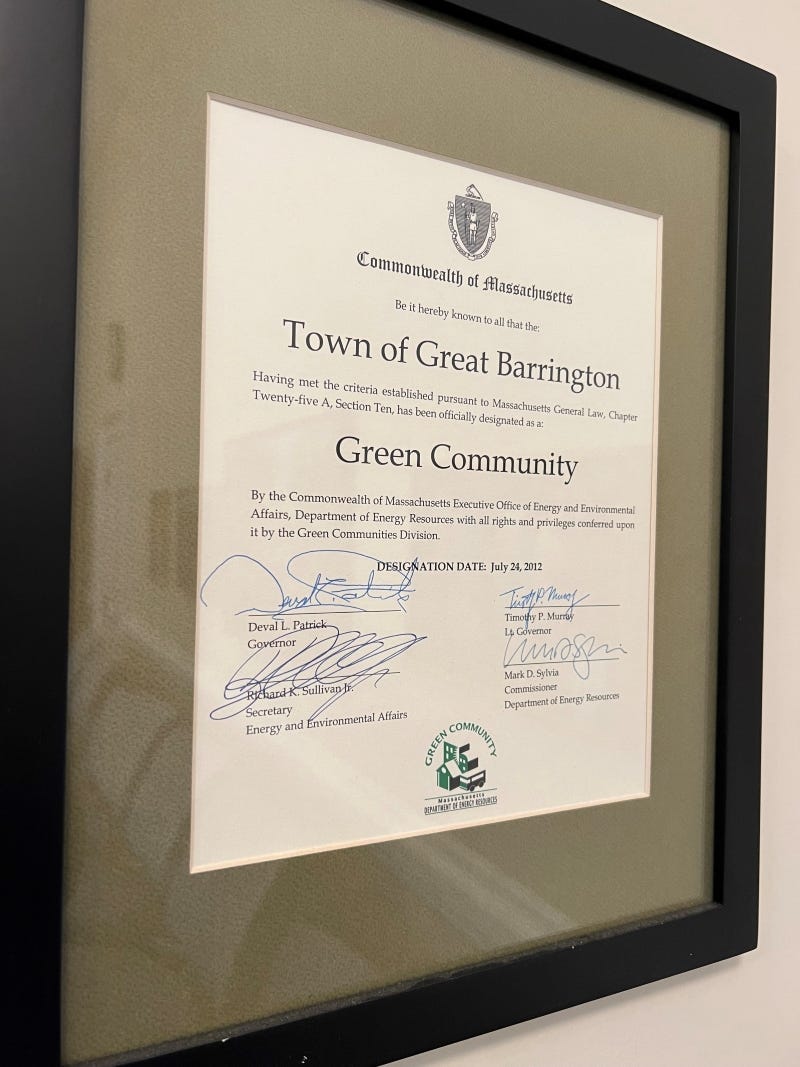 Commonwealth of Massachusetts
Be it hereby known to all that the:
Town of Great Barrington
Having met the criteria established pursuant to Massachusetts General Law, Chapter
Twenty-five A, Section Ten, has been officially designated as a:
Green Community
By the Commonwealth of Massachusetts Executive Office of Energy and Environmental
Affairs, Department of Energy Resources with all rights and privileges conferred upon
it by the Green Communities Division.
DESIGNATION DATE: July 24, 2012
Deval L. Patrick
Governor
Timothy P. Murray
Lt. Governor
Richard K. Sullivan Jr.
Secretary
Energy and Environmental Affairs
Mark D. Sylvia
Commissioner
Department of Energy Resources
GREEN COMMUNITY
Massachusetts
DEPARTMENT OF ENERGY RESOURCES